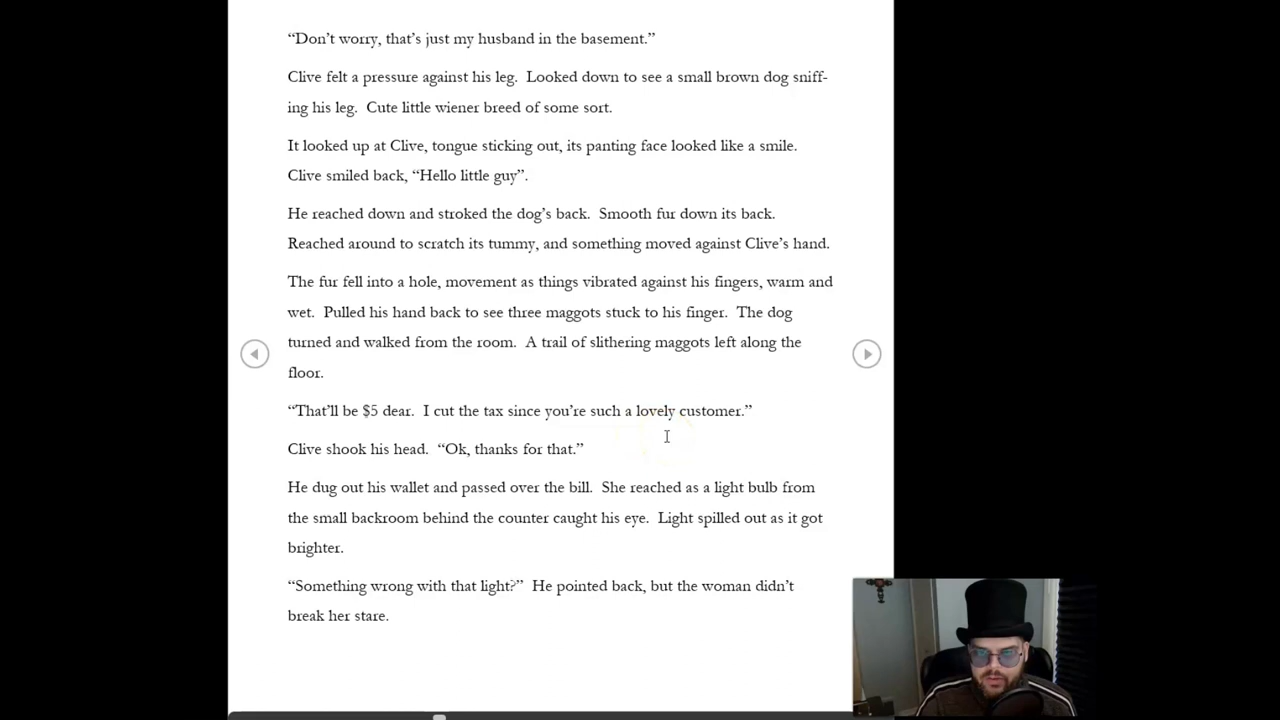 “Don’t worry, that’s just my husband in the basement.”
Clive felt a pressure against his leg.  Looked down to see a small brown dog sniff-
ing his leg.  Cute little wiener breed of some sort.
It looked up at Clive, tongue sticking out, its panting face looked like a smile.
Clive smiled back, “Hello little guy”.
He reached down and stroked the dog’s back.  Smooth fur down its back.
Reached around to scratch its tummy, and something moved against Clive’s hand.
The fur fell into a hole, movement as things vibrated against his fingers, warm and
wet.  Pulled his hand back to see three maggots stuck to his finger.  The dog
turned and walked from the room.  A trail of slithering maggots left along the
floor.
“That’ll be $5 dear.  I cut the tax since you’re such a lovely customer.”
Clive shook his head.  “Ok, thanks for that.”
He dug out his wallet and passed over the bill.  She reached as a light bulb from
the small backroom behind the counter caught his eye.  Light spilled out as it got
brighter.
“Something wrong with that light?”  He pointed back, but the woman didn’t
break her stare.